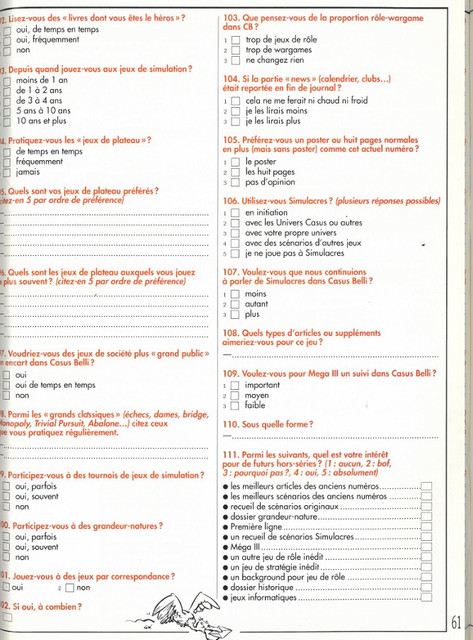 2. Lisez-vous des « livres dont vous êtes le héros » ?
oui, de temps en temps
oui, fréquemment
non
3. Depuis quand jouez-vous aux jeux de simulation ?
moins de 1 an
de 1 à 2 ans
de 3 à 4 ans
5 ans à 10 ans
10 ans et plus
4. Pratiquez-vous les « jeux de plateau » ?
de temps en temps
fréquemment
jamais
5. Quels sont vos jeux de plateau préférés ?
citez-en 5 par ordre de préférence)
6. Quels sont les jeux de plateau auxquels vous jouez
plus souvent ? (citez-en 5 par ordre de préférence)
7. Voudriez-vous des jeux de société plus « grand public »
en encart dans Casus Belli ?
oui
oui de temps en temps
non
8. Parmi les « grands classiques » (échecs, dames, bridge,
Monopoly, Trivial Pursuit, Abalone...) citez ceux
que vous pratiquez régulièrement.
9. Participez-vous à des tournois de jeux de simulation ?
oui, parfois
oui, souvent
non
00. Participez-vous à des grandeur-natures ?
oui, parfois
oui, souvent
non
01. Jouez-vous à des jeux par correspondance ?
oui 2 non
02. Si oui, à combien ?
103. Que pensez-vous de la proportion rôle-wargame
dans CB ?
1 trop de jeux de rôle
2 trop de wargames
3 ne changez rien
104. Si la partie « news » (calendrier, clubs...)
était reportée en fin de journal ?
1 cela ne me ferait ni chaud ni froid
2 je les lirais moins
3 je les lirais plus
105. Préférez-vous un poster ou huit pages normales
en plus (mais sans poster) comme cet actuel numéro ?
1 le poster
2 les huit pages
3 pas d'opinion
106. Utilisez-vous Simulacres ? (plusieurs réponses possibles)
1 en initiation
2 avec les Univers Casus ou autres
3 avec votre propre univers
4 avec des scénarios d'autres jeux
5 je ne joue pas à Simulacres
107. Voulez-vous que nous continuions
à parler de Simulacres dans Casus Belli ?
1 moins
2 autant
3 plus
108. Quels types d'articles ou suppléments
aimeriez-vous pour ce jeu ?
109. Voulez-vous pour Mega III un suivi dans Casus Belli ?
1 important
2 moyen
3 faible
110. Sous quelle forme ?
111. Parmi les suivants, quel est votre intérêt
pour de futurs hors-séries ? (1 : aucun, 2 : bof,
3 : pourquoi pas ?, 4 : oui, 5 : absolument)
● les meilleurs articles des anciens numéros
● les meilleurs scénarios des anciens numéros
● recueil de scénarios originaux
● dossier grandeur-nature
● Première ligne
● un recueil de scénarios Simulacres
● Méga III
● un autre jeu de rôle inédit
● un jeu de stratégie inédit
● un background pour jeu de rôle
● dossier historique
● jeux informatiques
61